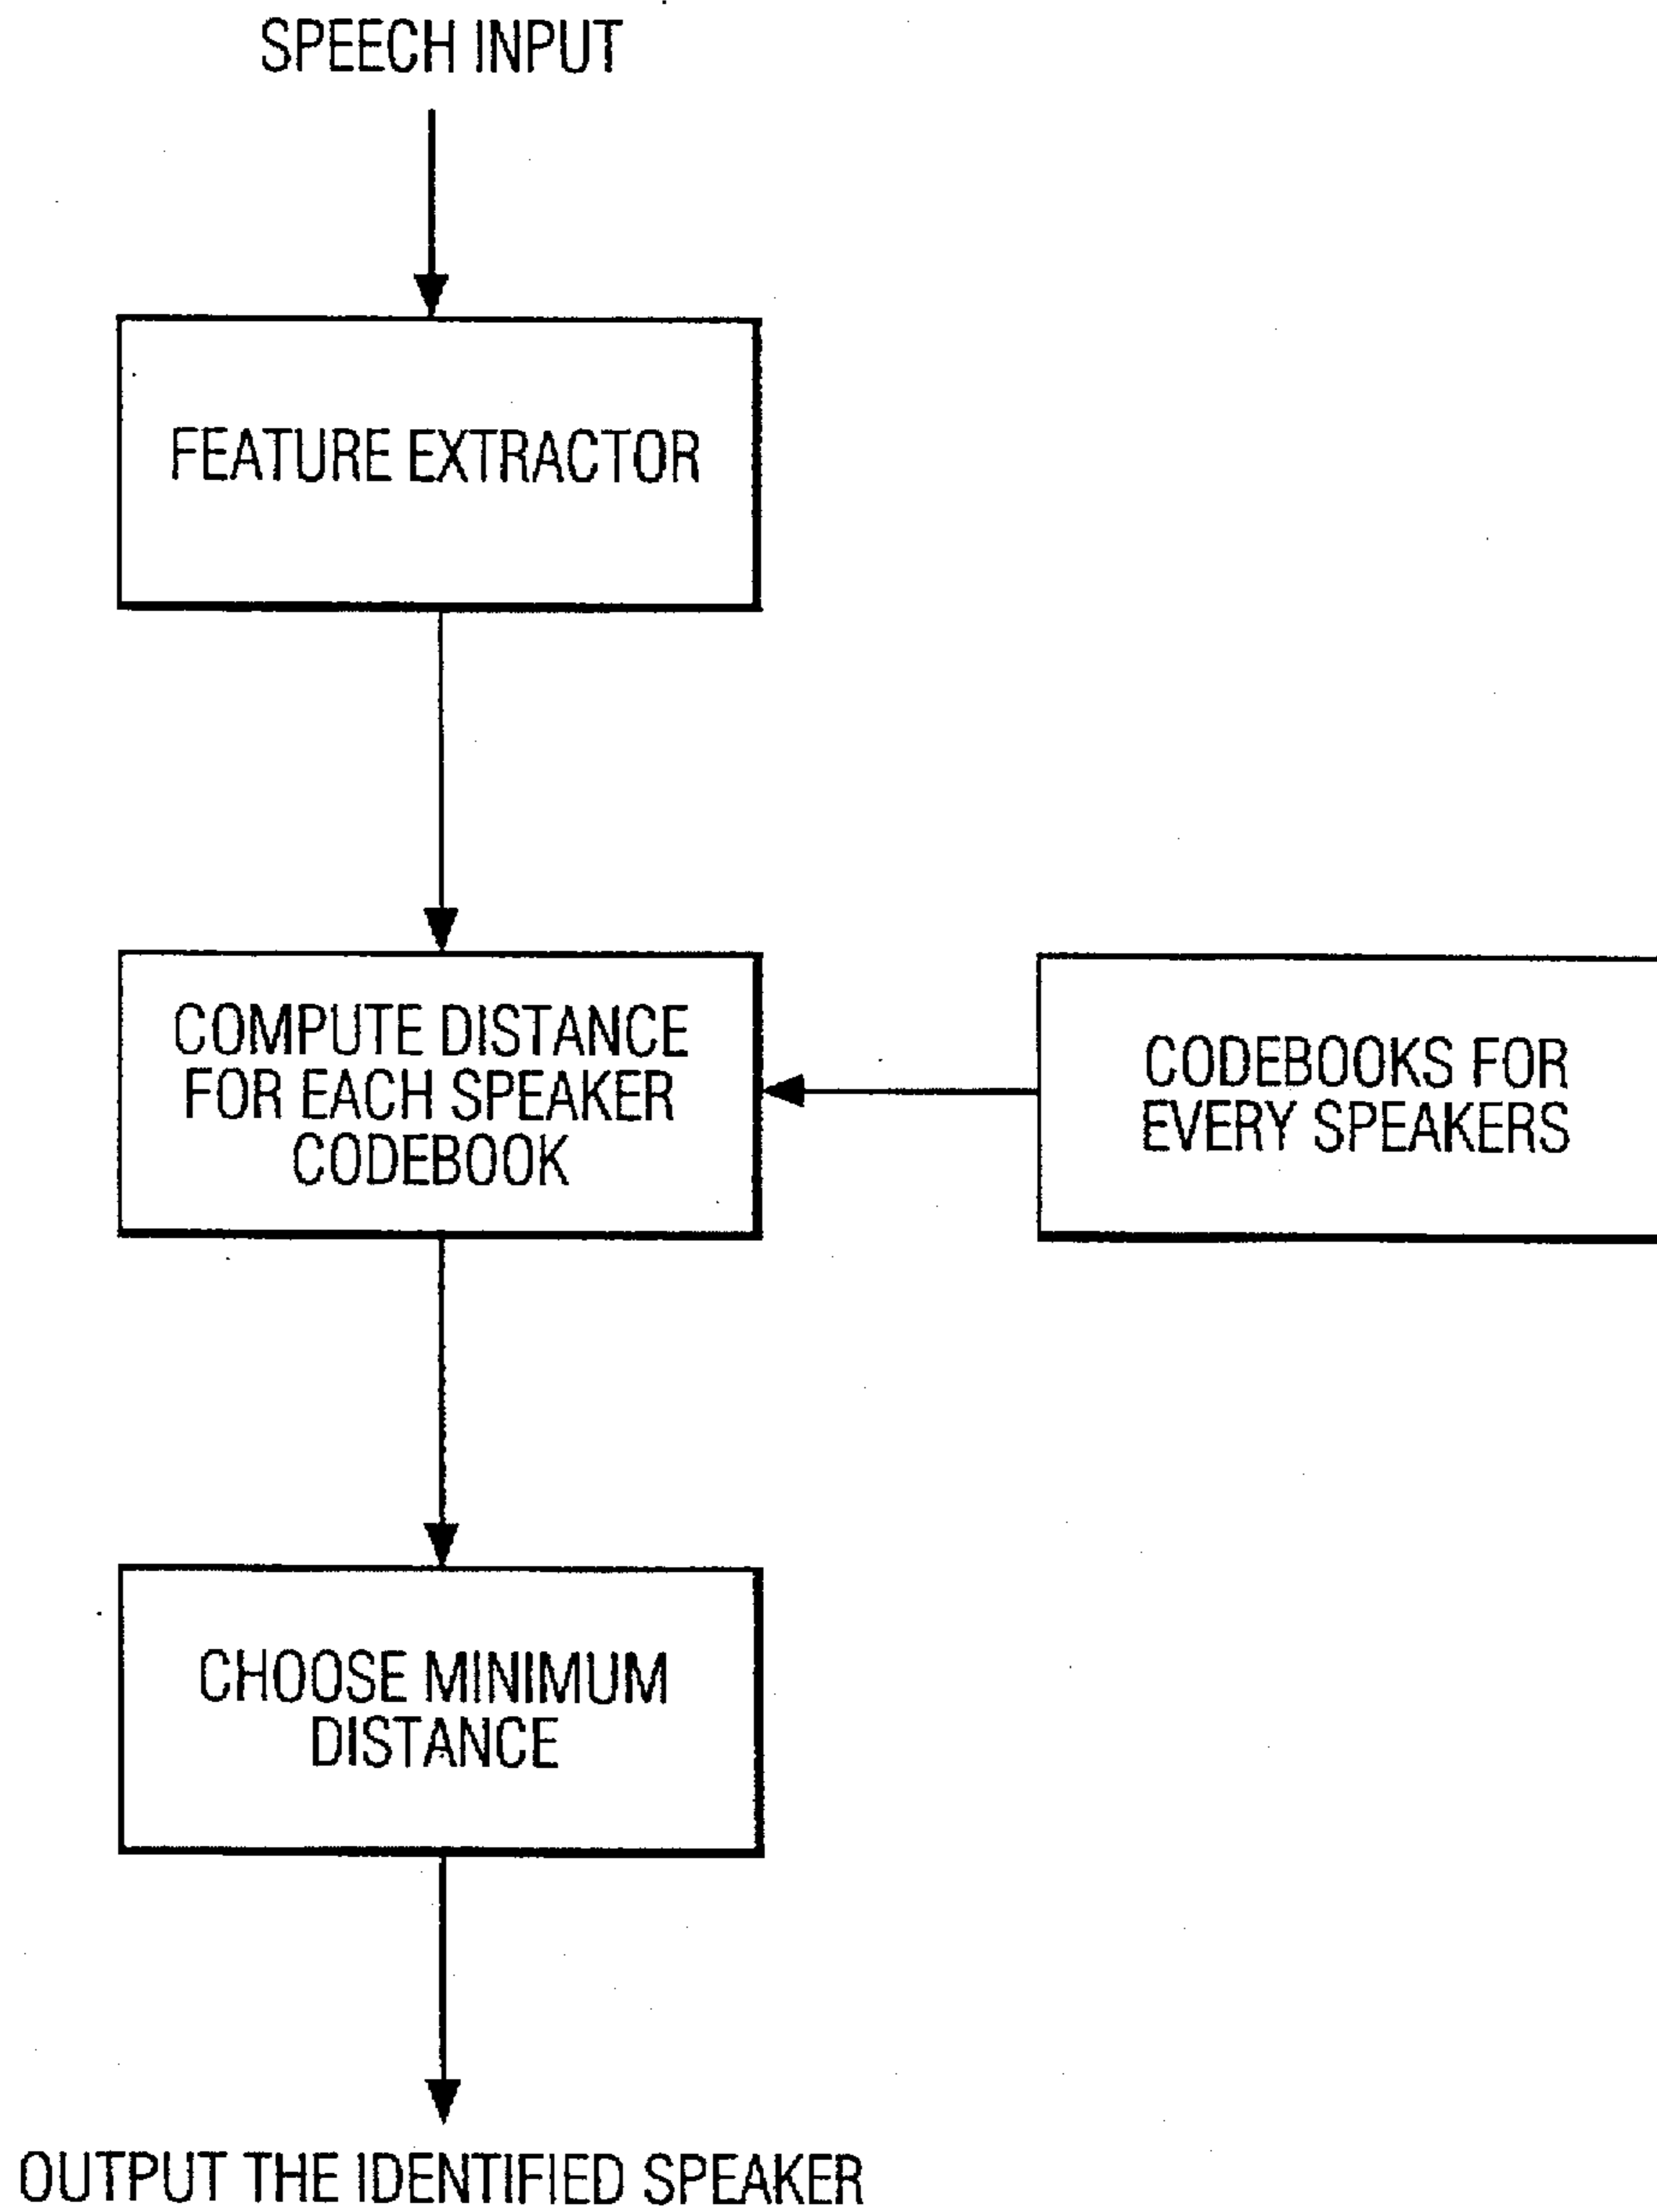 SPEECH INPUT
FEATURE EXTRACTOR
COMPUTE DISTANCE
FOR EACH SPEAKER
CODEBOOK
CODEBOOKS FOR
EVERY SPEAKERS
CHOOSE MINIMUM
DISTANCE
OUTPUT THE IDENTIFIED SPEAKER